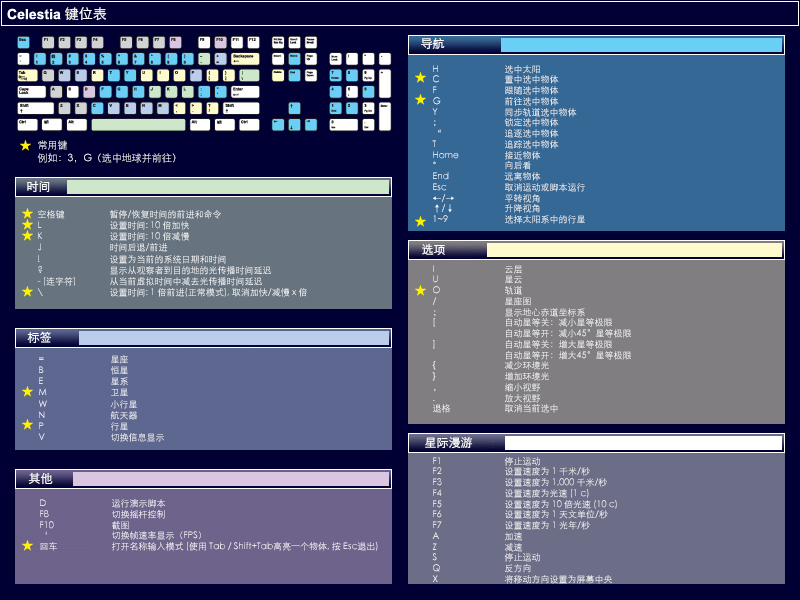 Celestia 键位表
★ 常用键
例如：3，G（选中地球并前往）
时间
★ 空格键 暂停/恢复时间的前进和命令
★ L 设置时间: 10 倍加快
★ K 设置时间: 10 倍减慢
J 时间后退/前进
! 设置为当前的系统日期和时间
? 显示从观察者到目的地的光传播时间延迟
- (连字符) 从当前虚拟时间中减去光传播时间延迟
★ \ 设置时间: 1 倍前进(正常模式), 取消加快/减慢 x 倍
标签
= 星座
B 恒星
E 星系
★ M 卫星
W 小行星
N 航天器
★ P 行星
V 切换信息显示
其他
D 运行演示脚本
F8 切换摇杆控制
F10 截图
` 切换帧速率显示（FPS）
★ 回车 打开名称输入模式 (使用 Tab / Shift+Tab高亮一个物体, 按 Esc退出)
导航
H 选中太阳
★ C 置中选中物体
F 跟随选中物体
★ G 前往选中物体
Y 同步轨道选中物体
: 锁定选中物体
" 追逐选中物体
T 追踪选中物体
Home 接近物体
* 向后看
End 远离物体
Esc 取消运动或脚本运行
←/→ 平转视角
↑/↓ 升降视角
★ 1~9 选择太阳系中的行星
选项
I 云层
U 星云
★ O 轨道
/ 星座图
; 显示地心赤道坐标系
[ 自动星等关：减小星等极限
自动星等开：减小45° 星等极限
] 自动星等关：增大星等极限
自动星等开：增大45° 星等极限
{ 减少环境光
} 增加环境光
, 缩小视野
. 放大视野
退格 取消当前选中
星际漫游
F1 停止运动
F2 设置速度为 1 千米/秒
F3 设置速度为 1,000 千米/秒
F4 设置速度为光速 (1 c)
F5 设置速度为 10 倍光速 (10 c)
F6 设置速度为 1 天文单位/秒
F7 设置速度为 1 光年/秒
A 加速
Z 减速
S 停止运动
Q 反方向
X 将移动方向设置为屏幕中央